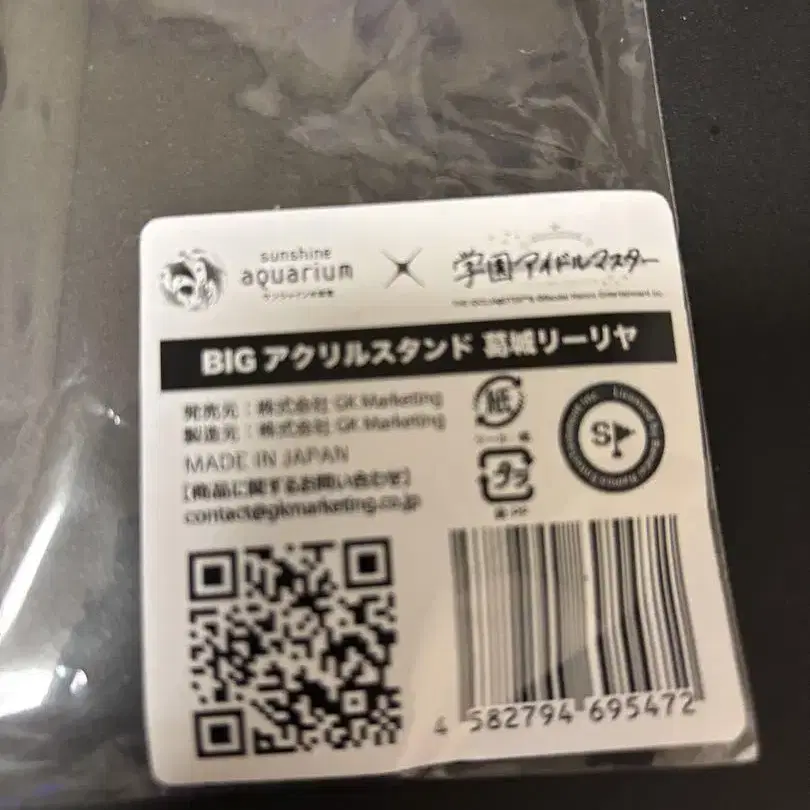 sunshine
aquarium
サンシャイン水族館
×
学園アイドルマスター
BIG アクリルスタンド 葛城リーリヤ
発売元：株式会社 GK Marketing
製造元：株式会社 GK Marketing
MADE IN JAPAN
【商品に関するお問い合わせ】
contact@gkmarketing.co.jp
紙
プラ
4 582794 695472